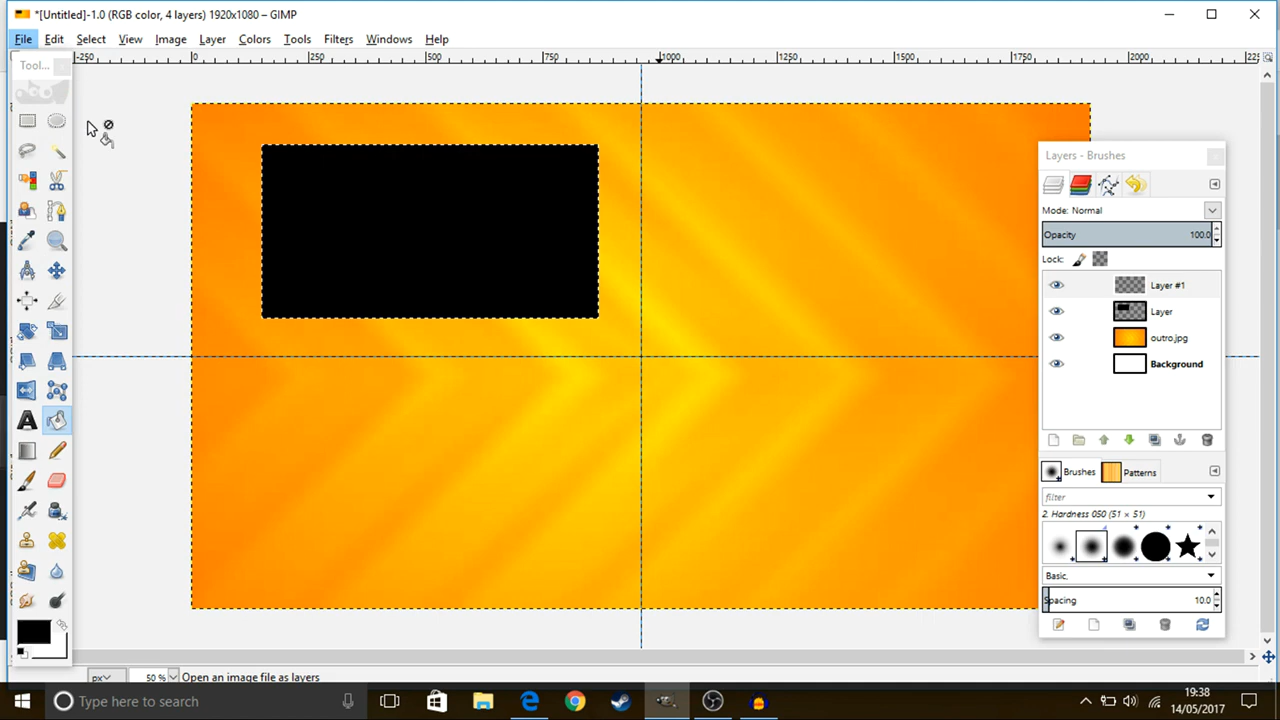 *[Untitled]-1.0 (RGB color, 4 layers) 1920x1080 – GIMP
File Edit Select View Image Layer Colors Tools Filters Windows Help
-250 0 250 500 750 1000 1250 1500 1750 2000
Tool...
Layers - Brushes
Mode: Normal
Opacity 100.0
Lock:
Layer #1
Layer
outro.jpg
Background
Brushes Patterns
filter
2. Hardness 050 (51 × 51)
Basic,
Spacing 10.0
px 50 % Open an image file as layers
Type here to search
19:38
14/05/2017